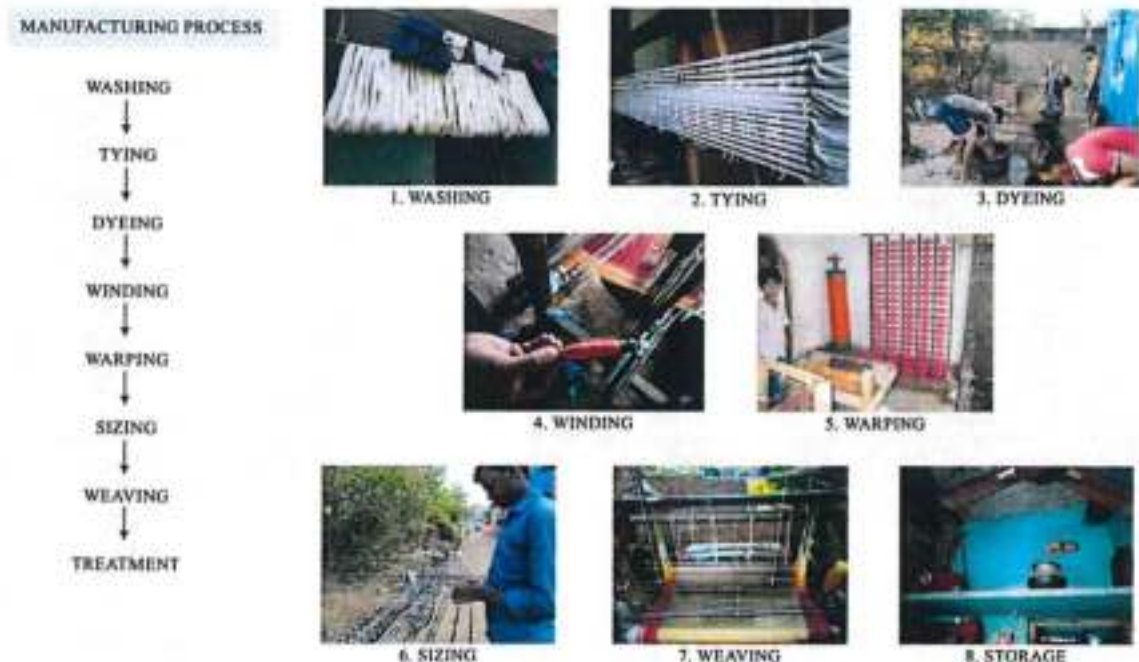 MANUFACTURING PROCESS
WASHING
TYING
DYEING
WINDING
WARPING
SIZING
WEAVING
TREATMENT
1. WASHING
2. TYING
3. DYEING
4. WINDING
5. WARPING
6. SIZING
7. WEAVING
8. STORAGE